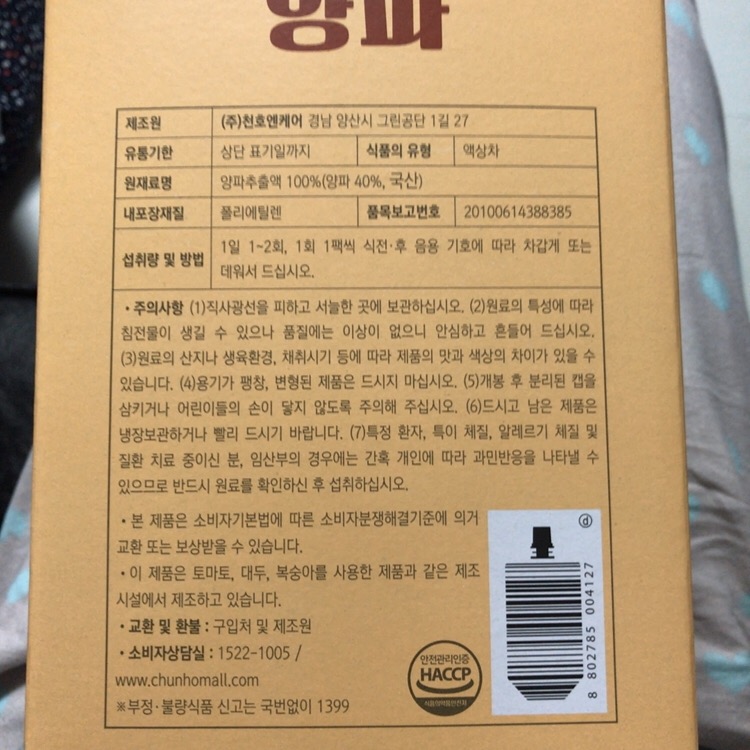 양파
제조원 (주)천호엔케어 경남 양산시 그린공단 1길 27
유통기한 상단 표기일까지 식품의 유형 액상차
원재료명 양파추출액 100%(양파 40%, 국산)
내포장재질 폴리에틸렌 품목보고번호 20100614388385
섭취량 및 방법 1일 1~2회, 1회 1팩씩 식전·후 음용 기호에 따라 차갑게 또는
데워서 드십시오.
• 주의사항 (1)직사광선을 피하고 서늘한 곳에 보관하십시오. (2)원료의 특성에 따라
침전물이 생길 수 있으나 품질에는 이상이 없으니 안심하고 흔들어 드십시오.
(3)원료의 산지나 생육환경, 채취시기 등에 따라 제품의 맛과 색상의 차이가 있을 수
있습니다. (4)용기가 팽창, 변형된 제품은 드시지 마십시오. (5)개봉 후 분리된 캡을
삼키거나 어린이들의 손이 닿지 않도록 주의해 주십시오. (6)드시고 남은 제품은
냉장보관하거나 빨리 드시기 바랍니다. (7)특정 환자, 특이 체질, 알레르기 체질 및
질환 치료 중이신 분, 임산부의 경우에는 간혹 개인에 따라 과민반응을 나타낼 수
있으므로 반드시 원료를 확인하신 후 섭취하십시오.
• 본 제품은 소비자기본법에 따른 소비자분쟁해결기준에 의거
교환 또는 보상받을 수 있습니다.
• 이 제품은 토마토, 대두, 복숭아를 사용한 제품과 같은 제조
시설에서 제조하고 있습니다.
• 교환 및 환불 : 구입처 및 제조원
• 소비자상담실 : 1522-1005 /
www.chunhomall.com
※부정·불량식품 신고는 국번없이 1399
안전관리인증
HACCP
식품의약품안전처
ⓟ
8 802785 004127